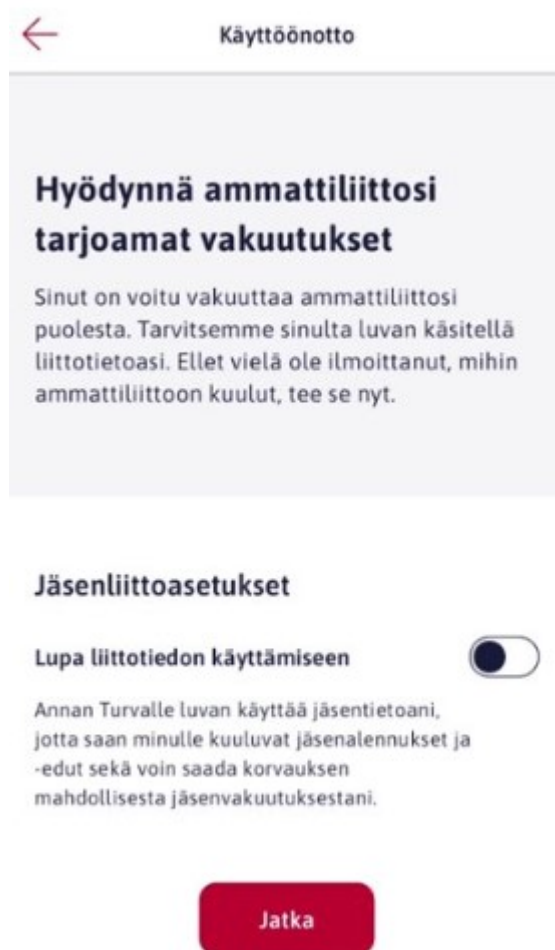 Käyttöönotto
Hyödynnä ammattiliittosi
tarjoamat vakuutukset
Sinut on voitu vakuuttaa ammattiliittosi
puolesta. Tarvitsemme sinulta luvan käsitellä
liittotietoasi. Ellet vielä ole ilmoittanut, mihin
ammattiliittoon kuulut, tee se nyt.
Jäsenliittoasetukset
Lupa liittotiedon käyttämiseen
Annan Turvalle luvan käyttää jäsentietoani,
jotta saan minulle kuuluvat jäsenalennukset ja
-edut sekä voin saada korvauksen
mahdollisesta jäsenvakuutuksestani.
Jatka